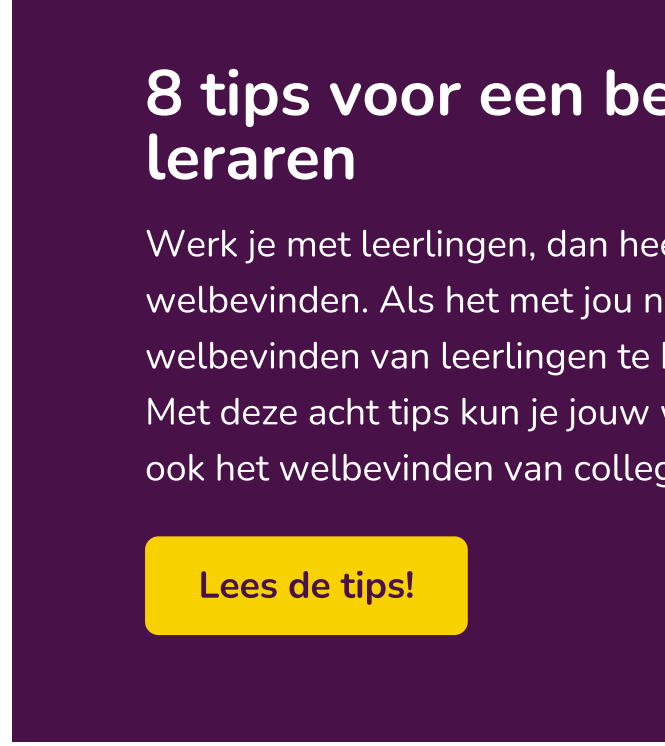 8 tips voor een
leraren
Werk je met leerlingen, dan
welbevinden. Als het met jou
welbevinden van leerlingen te
Met deze acht tips kun je jouw
ook het welbevinden van
Lees de tips!